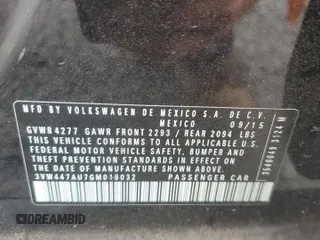 MFD. BY VOLKSWAGEN DE MEXICO S.A. DE C.V.
MEXICO 09/15
GVWR 4277 GAWR FRONT 2293 / REAR 2094 LBS
THIS VEHICLE CONFORMS TO ALL APPLICABLE
FEDERAL MOTOR VEHICLE SAFETY, BUMPER AND
THEFT PREVENTION STANDARDS IN EFFECT ON THE
DATE OF MANUFACTURE SHOWN ABOVE.
3VW447AU7GM018032 PASSENGER CAR
3124 M
DREAMBID